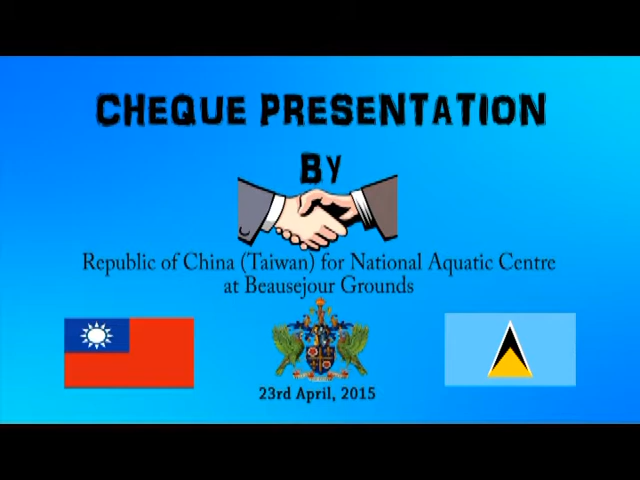 CHEQUE PRESENTATION
BY
Republic of China (Taiwan) for National Aquatic Centre
at Beausejour Grounds
23rd April, 2015